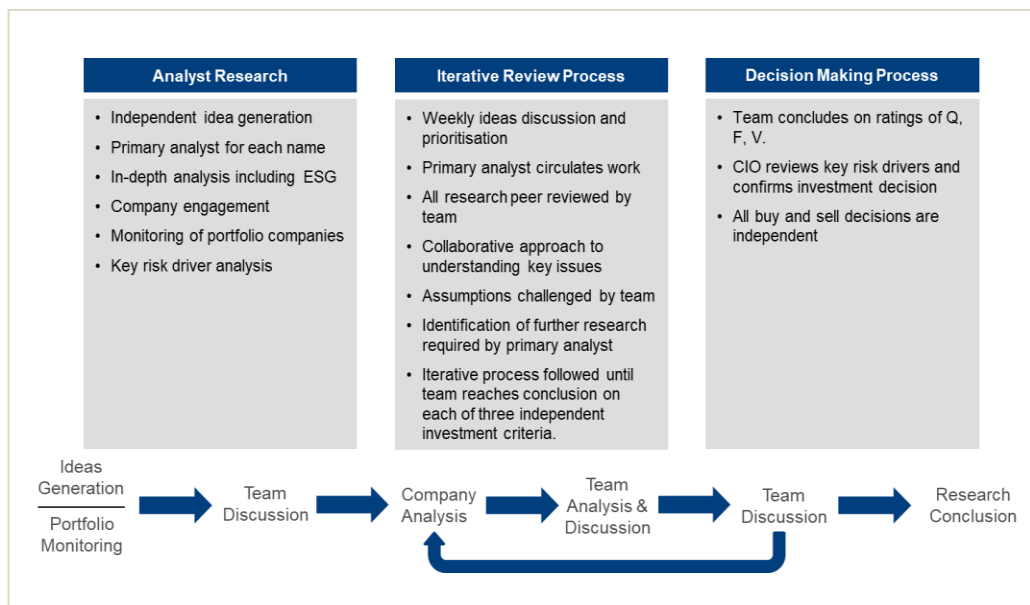 Analyst Research
• Independent idea generation
• Primary analyst for each name
• In-depth analysis including ESG
• Company engagement
• Monitoring of portfolio companies
• Key risk driver analysis
Iterative Review Process
• Weekly ideas discussion and
prioritisation
• Primary analyst circulates work
• All research peer reviewed by
team
• Collaborative approach to
understanding key issues
• Assumptions challenged by team
• Identification of further research
required by primary analyst
• Iterative process followed until
team reaches conclusion on
each of three independent
investment criteria.
Decision Making Process
• Team concludes on ratings of Q,
F, V.
• CIO reviews key risk drivers and
confirms investment decision
• All buy and sell decisions are
independent
Ideas
Generation
Portfolio
Monitoring
Team
Discussion
Company
Analysis
Team
Analysis &
Discussion
Team
Discussion
Research
Conclusion